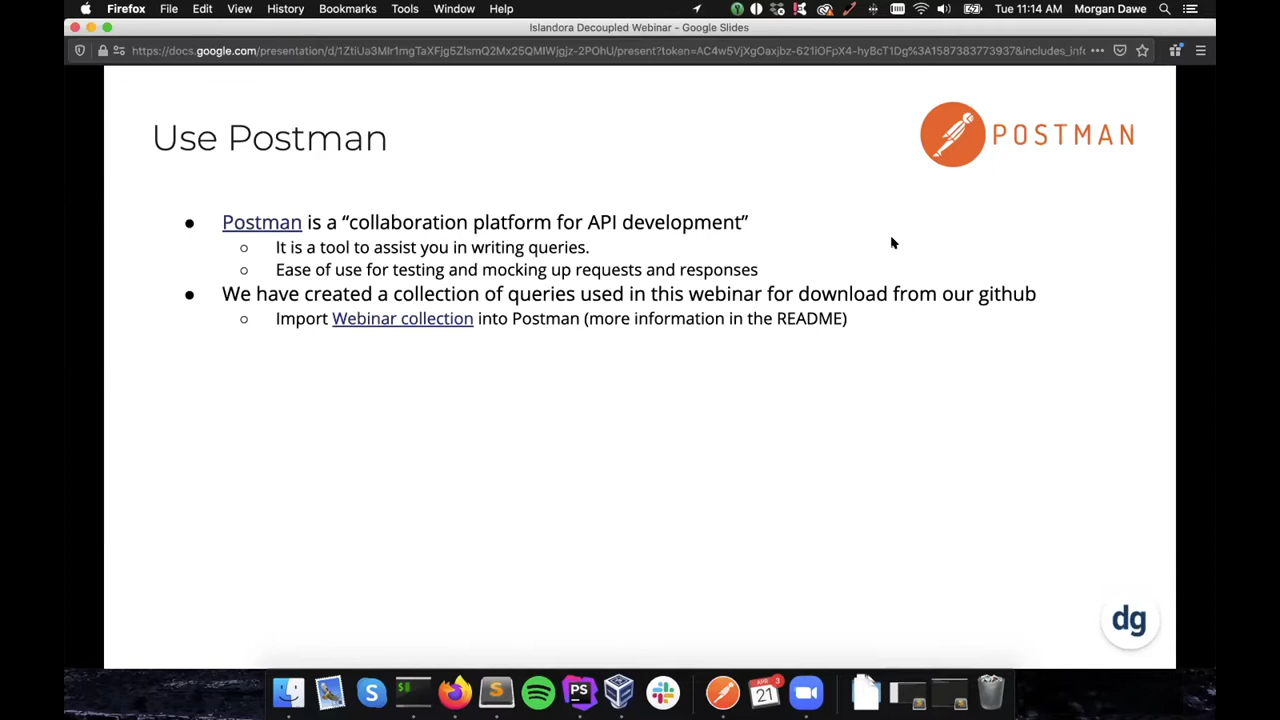 Firefox File Edit View History Bookmarks Tools Window Help Tue 11:14 AM Morgan Dawe
Islandora Decoupled Webinar - Google Slides
Use Postman
POSTMAN
● Postman is a “collaboration platform for API development”
○ It is a tool to assist you in writing queries.
○ Ease of use for testing and mocking up requests and responses
● We have created a collection of queries used in this webinar for download from our github
○ Import Webinar collection into Postman (more information in the README)
dg
S
$
S
PS
APR 3
21